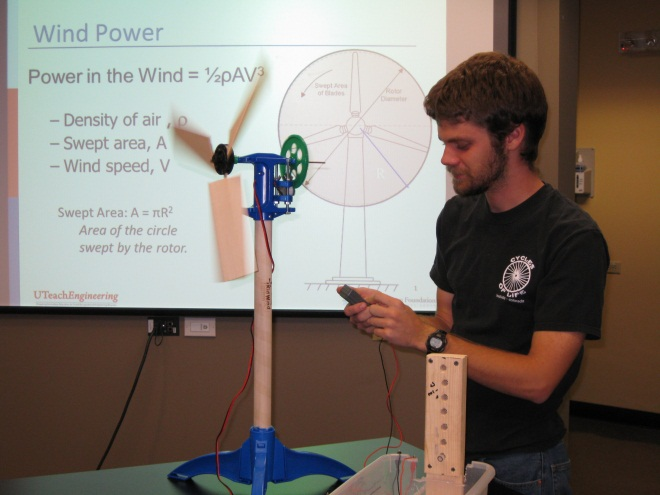 Wind Power
Power in the Wind = ½ρAV³
– Density of air, ρ
– Swept area, A
– Wind speed, V
Swept Area: A = πR²
Area of the circle
swept by the rotor.
UTeachEngineering
Swept Area
of Blades
Rotor
Diameter
R
Foundation
CYCLES
OF LIFE